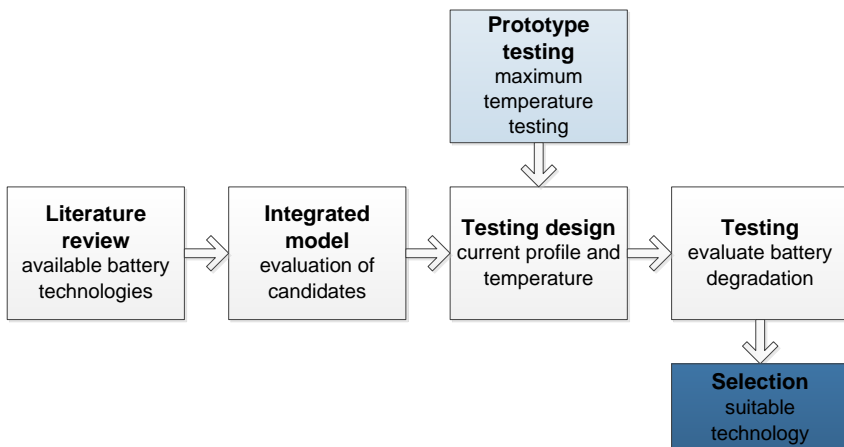 Prototype
testing
maximum
temperature
testing
Literature
review
available battery
technologies
Integrated
model
evaluation of
candidates
Testing design
current profile and
temperature
Testing
evaluate battery
degradation
Selection
suitable
technology